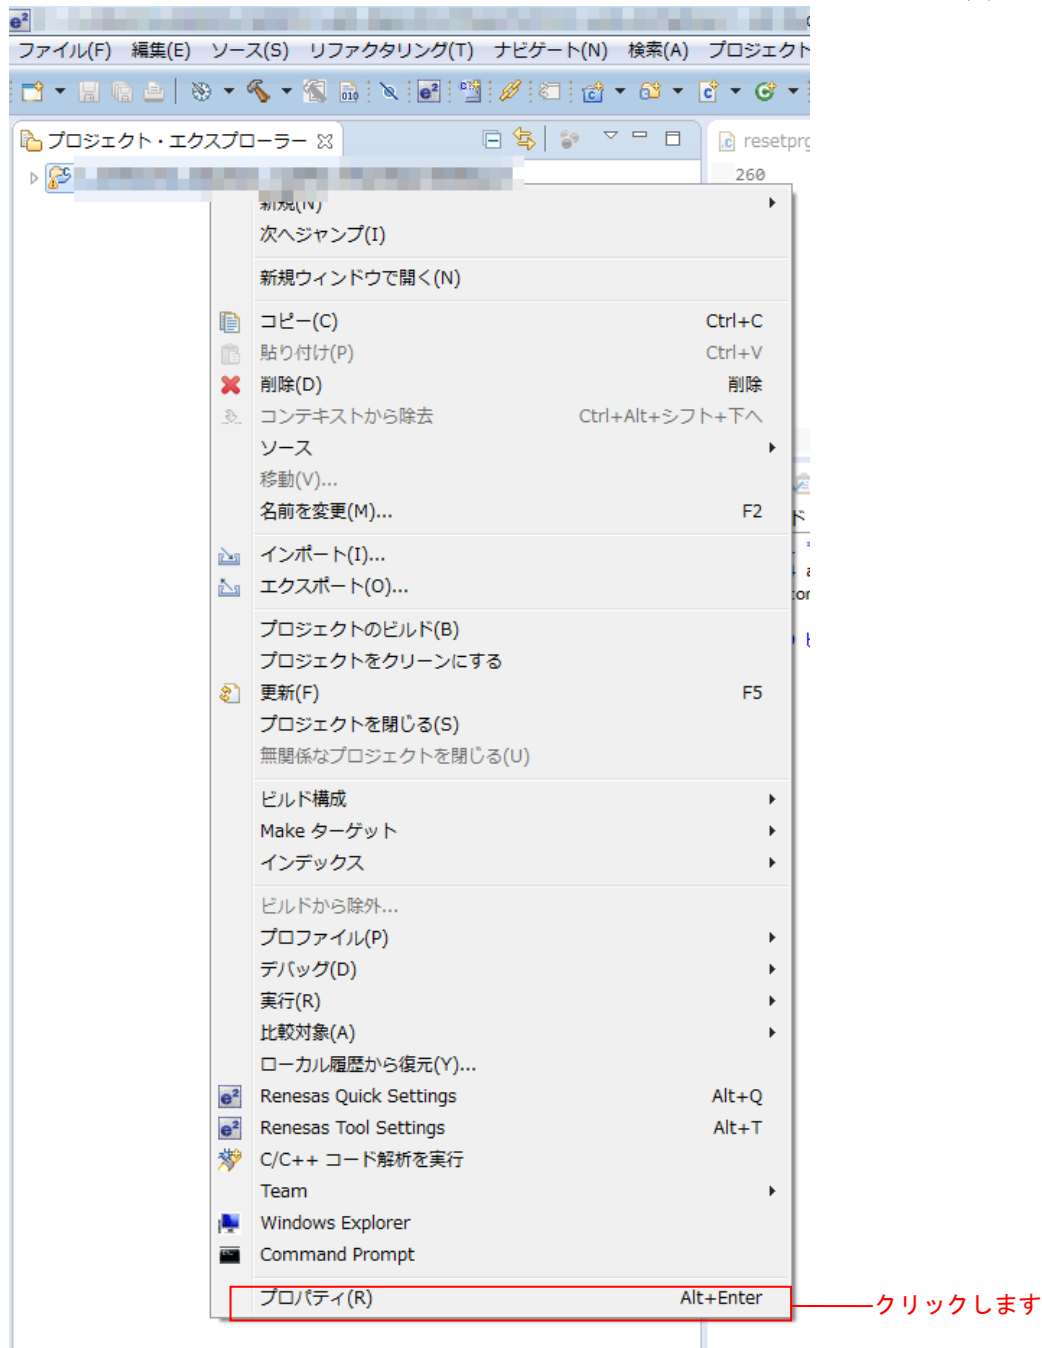 ファイル(F) 編集(E) ソース(S) リファクタリング(T) ナビゲート(N) 検索(A) プロジェクト
プロジェクト・エクスプローラー
resetprg
260
新規(N)
次へジャンプ(I)
新規ウィンドウで開く(N)
コピー(C) Ctrl+C
貼り付け(P) Ctrl+V
削除(D) 削除
コンテキストから除去 Ctrl+Alt+シフト+下へ
ソース
移動(V)...
名前を変更(M)... F2
インポート(I)...
エクスポート(O)...
プロジェクトのビルド(B)
プロジェクトをクリーンにする
更新(F) F5
プロジェクトを閉じる(S)
無関係なプロジェクトを閉じる(U)
ビルド構成
Make ターゲット
インデックス
ビルドから除外...
プロファイル(P)
デバッグ(D)
実行(R)
比較対象(A)
ローカル履歴から復元(Y)...
Renesas Quick Settings Alt+Q
Renesas Tool Settings Alt+T
C/C++ コード解析を実行
Team
Windows Explorer
Command Prompt
プロパティ(R) Alt+Enter
クリックします